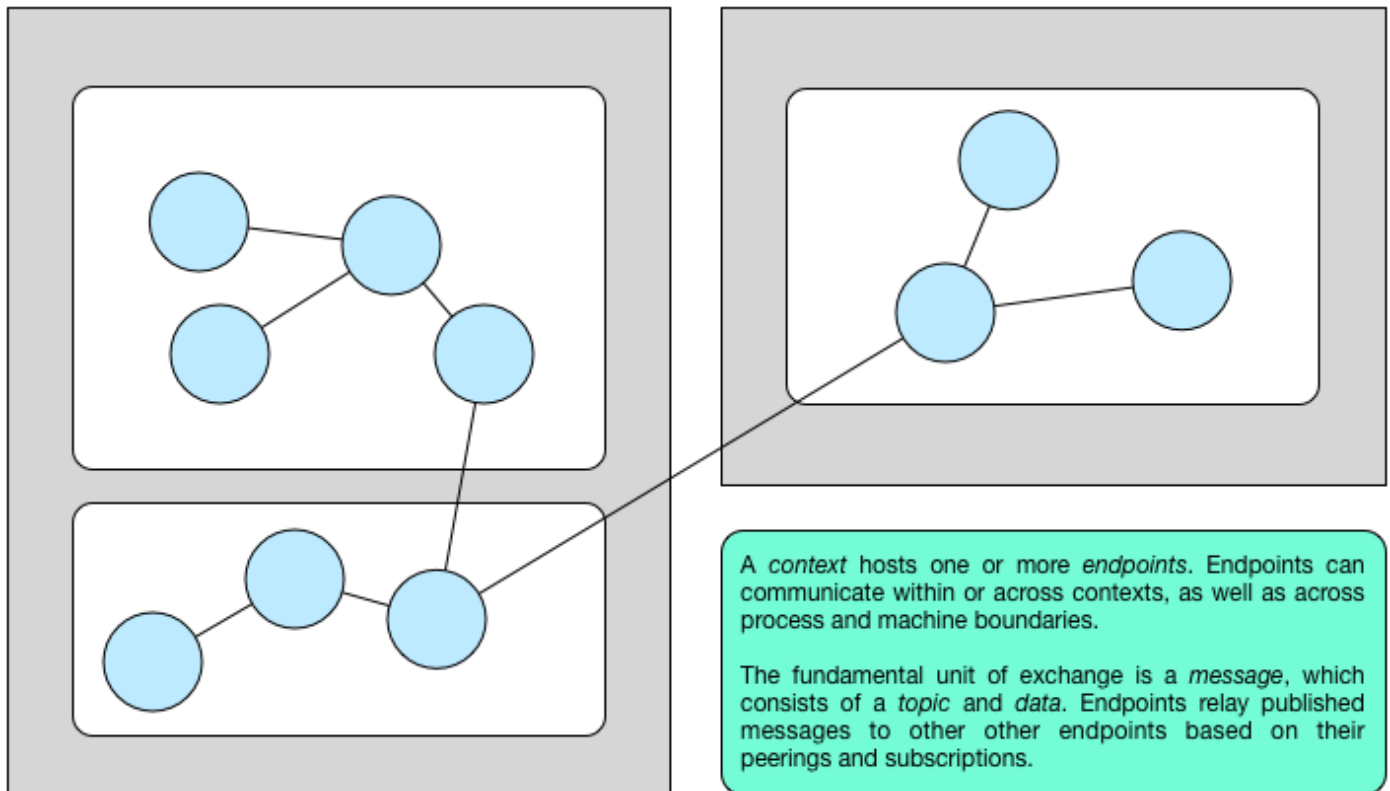 A context hosts one or more endpoints. Endpoints can
communicate within or across contexts, as well as across
process and machine boundaries.
The fundamental unit of exchange is a message, which
consists of a topic and data. Endpoints relay published
messages to other other endpoints based on their
peerings and subscriptions.